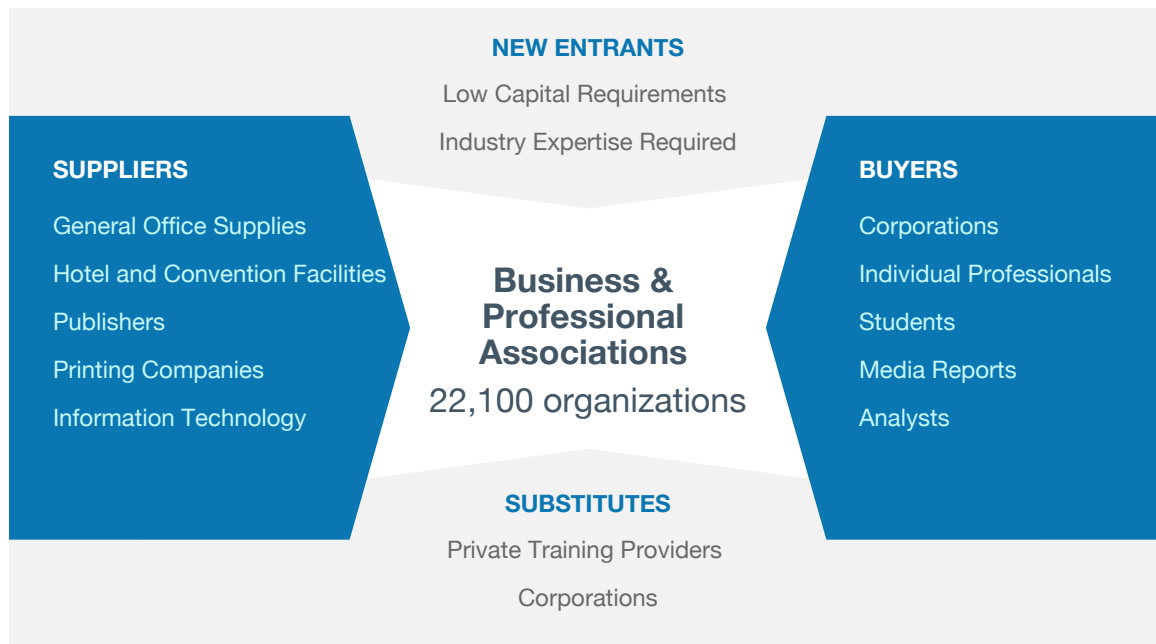 NEW ENTRANTS
Low Capital Requirements
Industry Expertise Required
SUPPLIERS
General Office Supplies
Hotel and Convention Facilities
Publishers
Printing Companies
Information Technology
Business &
Professional
Associations
22,100 organizations
BUYERS
Corporations
Individual Professionals
Students
Media Reports
Analysts
SUBSTITUTES
Private Training Providers
Corporations